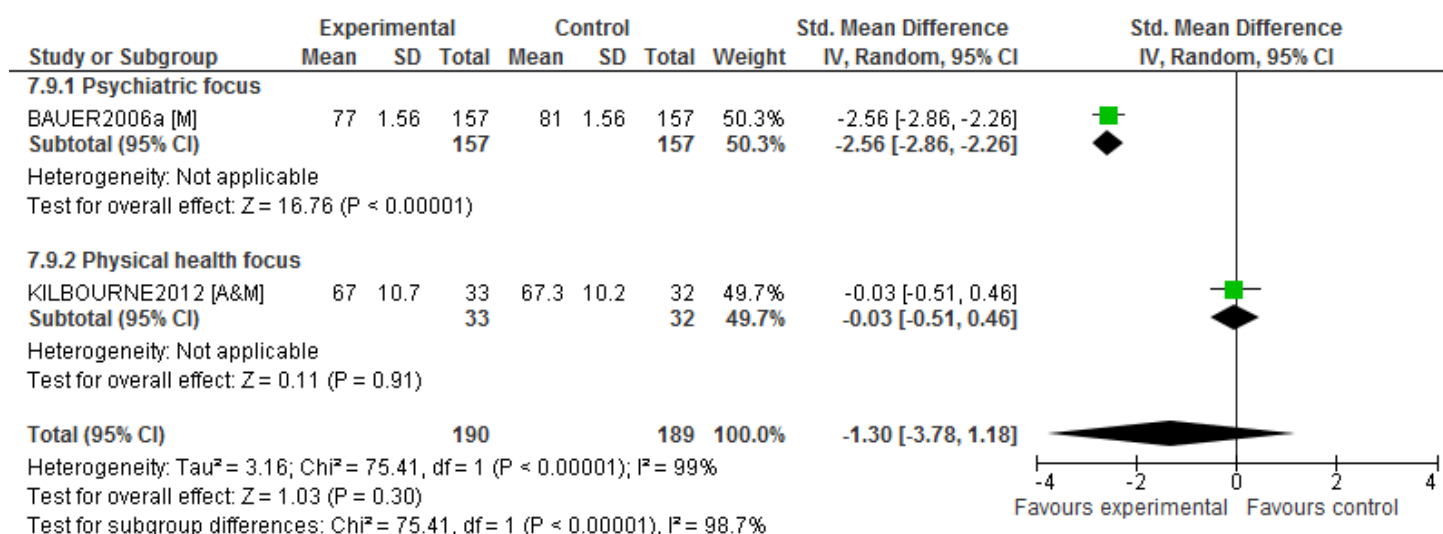 Experimental Control Std. Mean Difference Std. Mean Difference
Study or Subgroup Mean SD Total Mean SD Total Weight IV, Random, 95% CI IV, Random, 95% CI
7.9.1 Psychiatric focus
BAUER2006a [M] 77 1.56 157 81 1.56 157 50.3% -2.56 [-2.86, -2.26]
Subtotal (95% CI) 157 157 50.3% -2.56 [-2.86, -2.26]
Heterogeneity: Not applicable
Test for overall effect: Z = 16.76 (P < 0.00001)
7.9.2 Physical health focus
KILBOURNE2012 [A&M] 67 10.7 33 67.3 10.2 32 49.7% -0.03 [-0.51, 0.46]
Subtotal (95% CI) 33 32 49.7% -0.03 [-0.51, 0.46]
Heterogeneity: Not applicable
Test for overall effect: Z = 0.11 (P = 0.91)
Total (95% CI) 190 189 100.0% -1.30 [-3.78, 1.18]
Heterogeneity: Tau² = 3.16; Chi² = 75.41, df = 1 (P < 0.00001); I² = 99%
Test for overall effect: Z = 1.03 (P = 0.30)
Test for subgroup differences: Chi² = 75.41, df = 1 (P < 0.00001), I² = 98.7%
-4 -2 0 2 4
Favours experimental Favours control